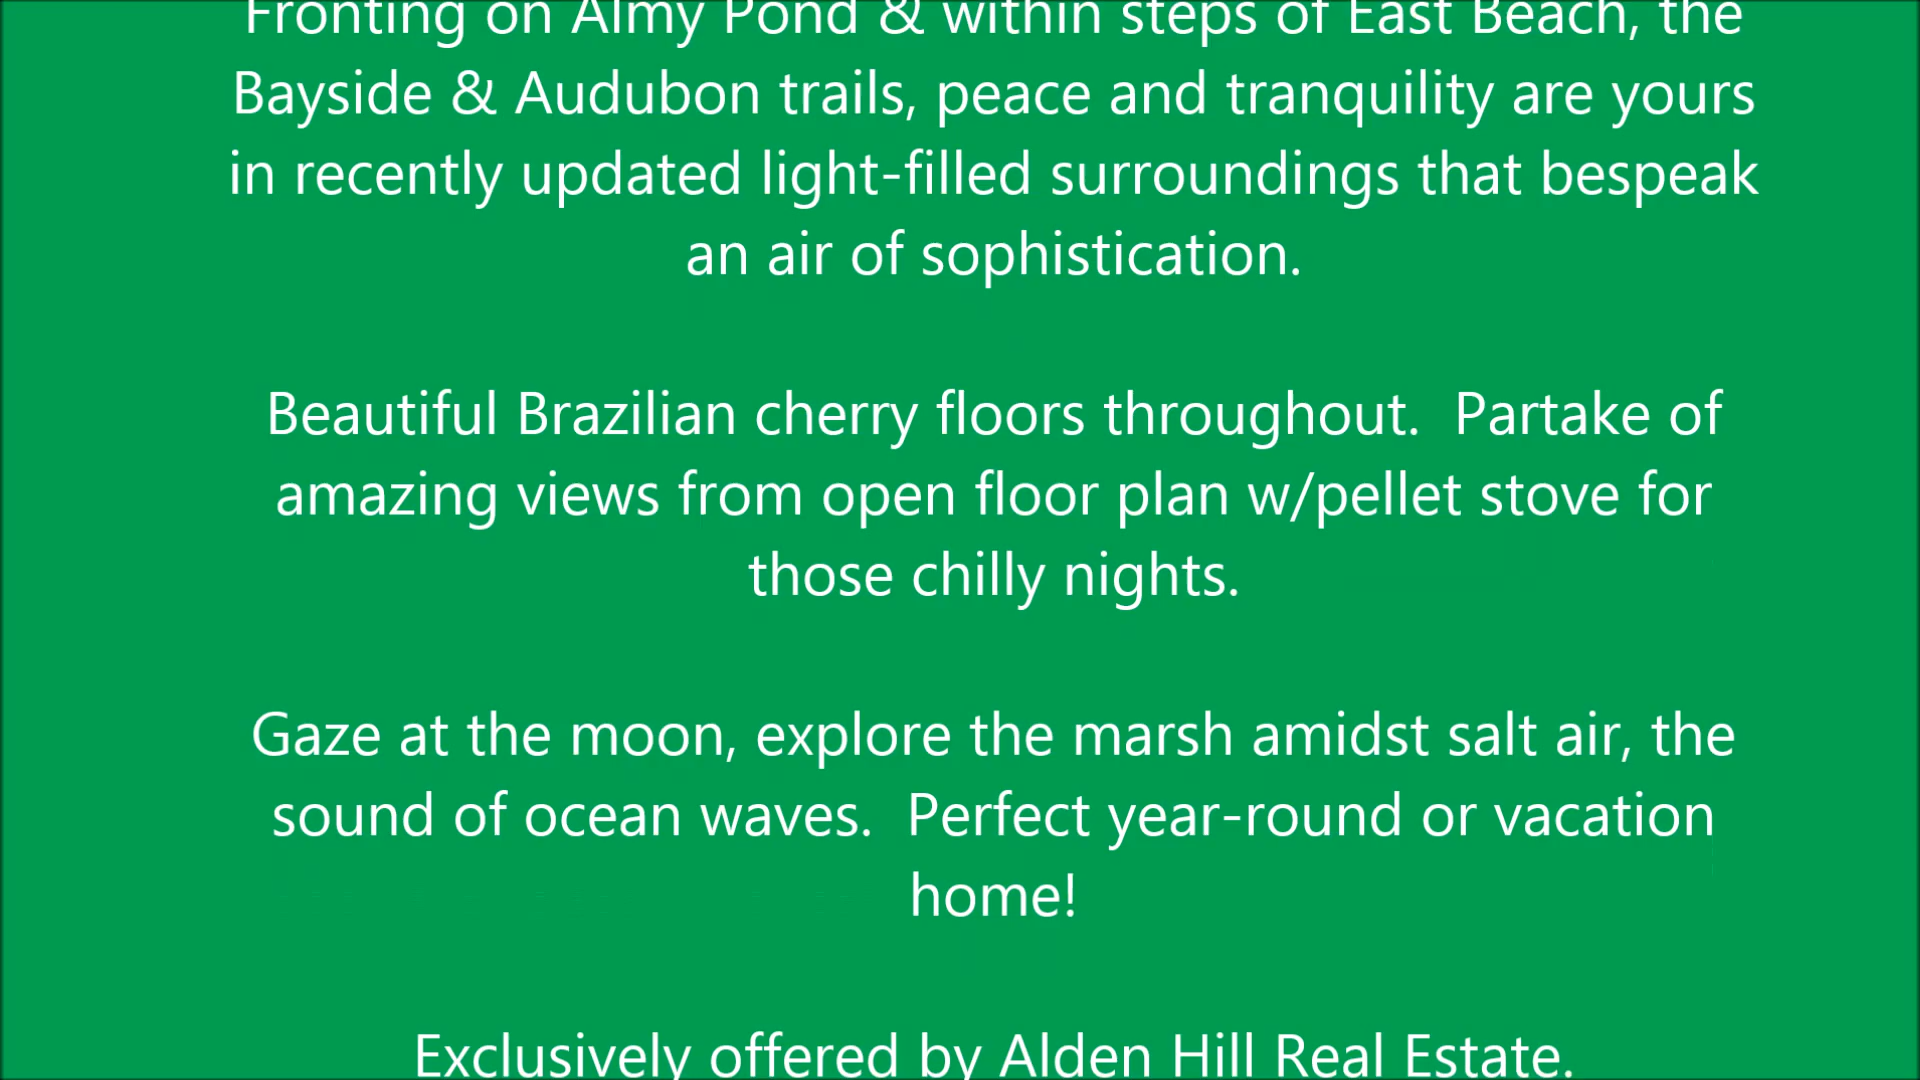 Fronting on Almy Pond & within steps of East Beach, the
Bayside & Audubon trails, peace and tranquility are yours
in recently updated light-filled surroundings that bespeak
an air of sophistication.
Beautiful Brazilian cherry floors throughout.  Partake of
amazing views from open floor plan w/pellet stove for
those chilly nights.
Gaze at the moon, explore the marsh amidst salt air, the
sound of ocean waves.  Perfect year-round or vacation
home!
Exclusively offered by Alden Hill Real Estate.